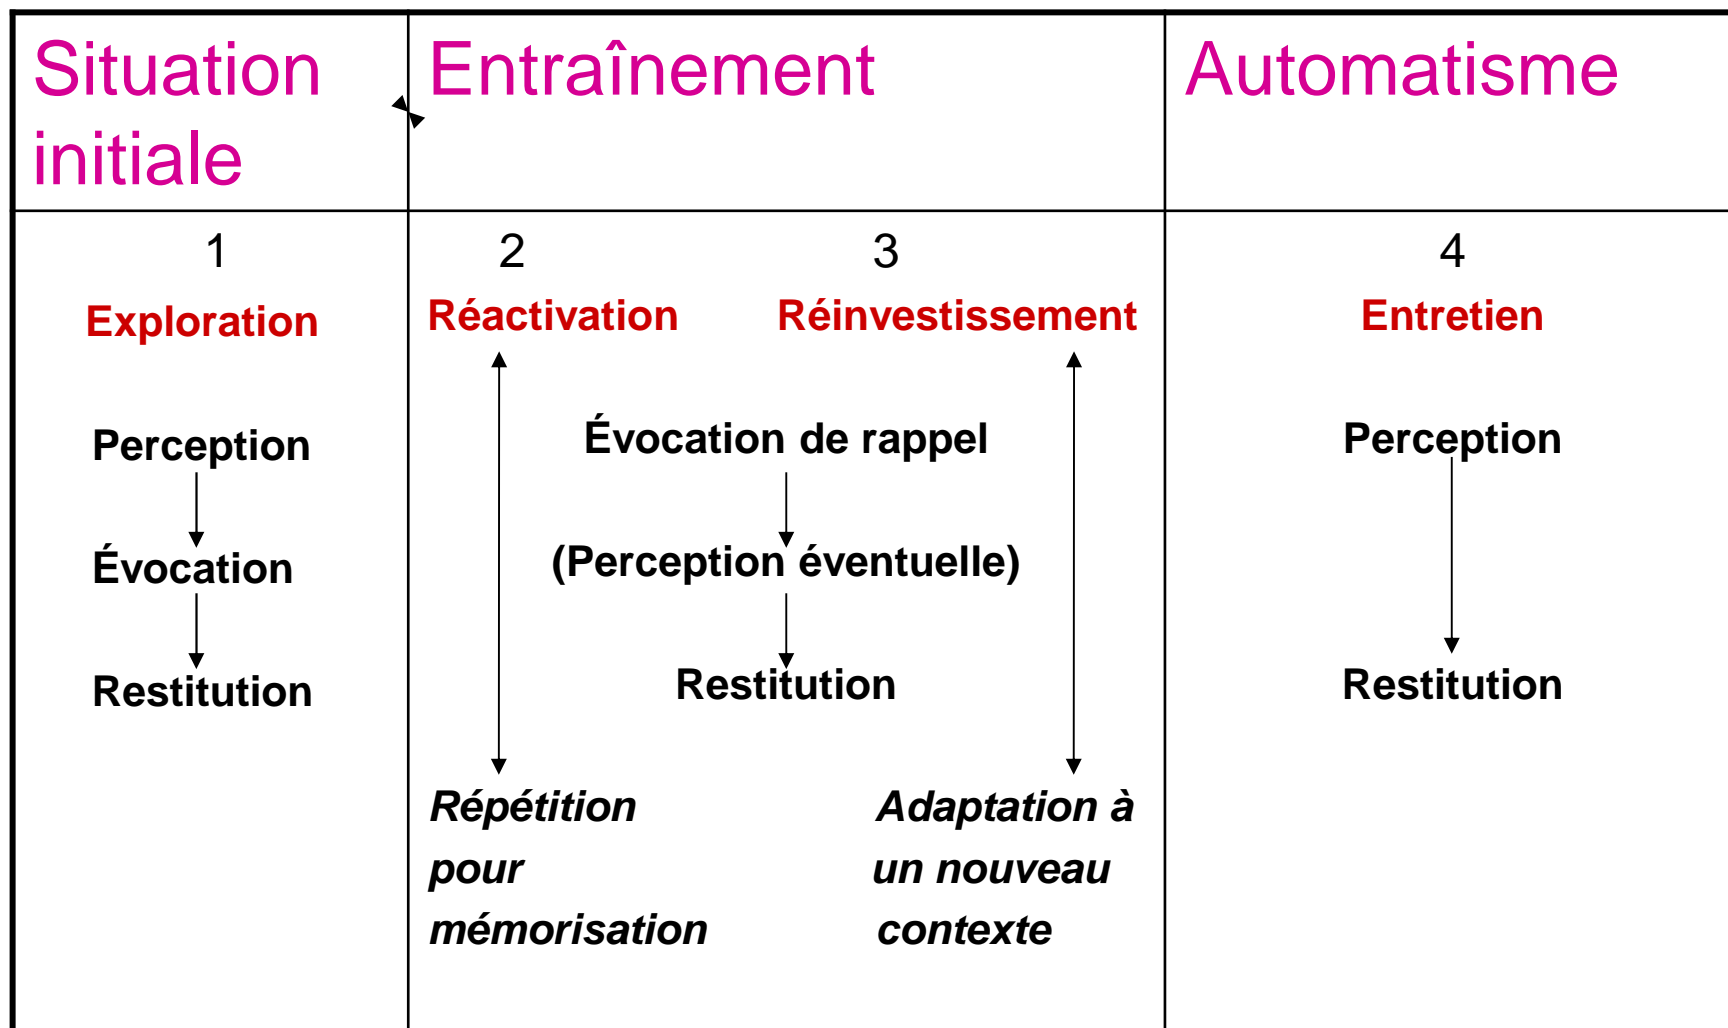 Situation
initiale
Entraînement
Automatisme
1
Exploration
Perception
Évocation
Restitution
2
3
Réactivation
Réinvestissement
Évocation de rappel
(Perception éventuelle)
Restitution
Répétition
pour
mémorisation
Adaptation à
un nouveau
contexte
4
Entretien
Perception
Restitution